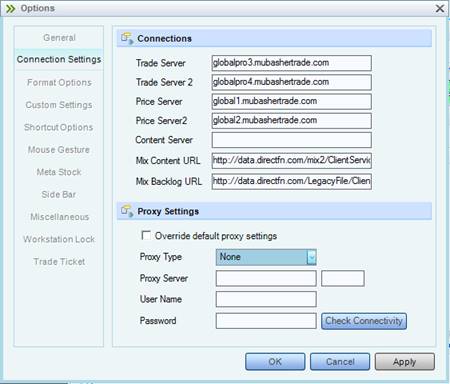 Options
General
Connection Settings
Format Options
Custom Settings
Shortcut Options
Mouse Gesture
Meta Stock
Side Bar
Miscellaneous
Workstation Lock
Trade Ticket
Connections
Trade Server globalpro3.mubashertrade.com
Trade Server 2 globalpro4.mubashertrade.com
Price Server global1.mubashertrade.com
Price Server2 global2.mubashertrade.com
Content Server
Mix Content URL http://data.directfn.com/mix2/ClientServic
Mix Backlog URL http://data.directfn.com/LegacyFile/Clien
Proxy Settings
Override default proxy settings
Proxy Type None
Proxy Server
User Name
Password Check Connectivity
OK Cancel Apply